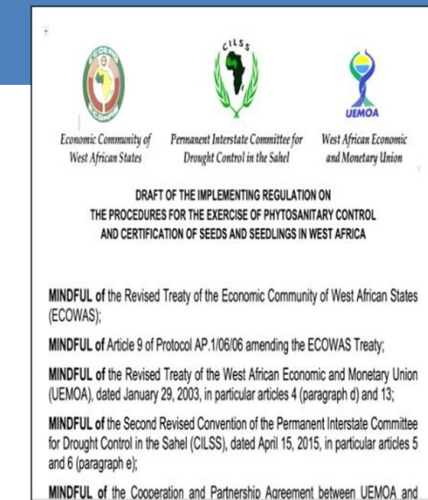 CILSS
UEMOA
Economic Community of
West African States
Permanent Interstate Committee for
Drought Control in the Sahel
West African Economic
and Monetary Union
DRAFT OF THE IMPLEMENTING REGULATION ON
THE PROCEDURES FOR THE EXERCISE OF PHYTOSANITARY CONTROL
AND CERTIFICATION OF SEEDS AND SEEDLINGS IN WEST AFRICA
MINDFUL of the Revised Treaty of the Economic Community of West African States
(ECOWAS);
MINDFUL of Article 9 of Protocol AP.1/06/06 amending the ECOWAS Treaty;
MINDFUL of the Revised Treaty of the West African Economic and Monetary Union
(UEMOA), dated January 29, 2003, in particular articles 4 (paragraph d) and 13;
MINDFUL of the Second Revised Convention of the Permanent Interstate Committee
for Drought Control in the Sahel (CILSS), dated April 15, 2015, in particular articles 5
and 6 (paragraph e);
MINDFUL of the Cooperation and Partnership Agreement between UEMOA and